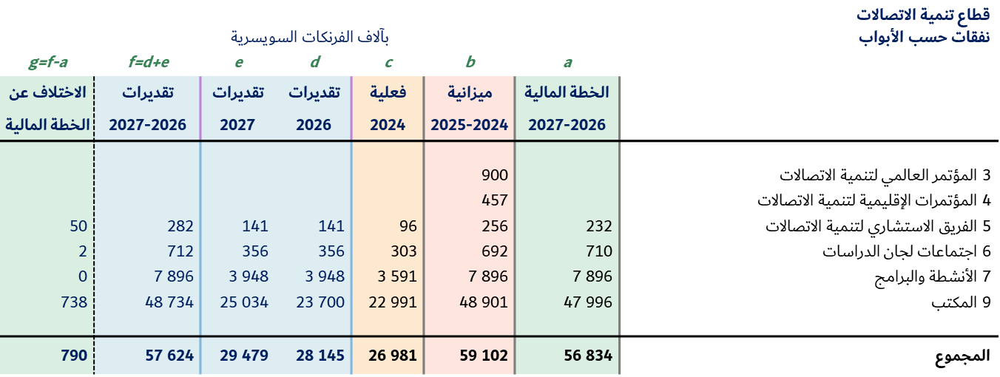 قطاع تنمية الاتصالات
نفقات حسب الأبواب
بآلاف الفرنكات السويسرية
a b c d e f=d+e g=f-a
الخطة المالية ميزانية فعلية تقديرات تقديرات تقديرات الاختلاف عن
2027-2026 2025-2024 2024 2026 2027 2027-2026 الخطة المالية
3 المؤتمر العالمي لتنمية الاتصالات 900
4 المؤتمرات الإقليمية لتنمية الاتصالات 457
5 الفريق الاستشاري لتنمية الاتصالات 232 256 96 141 141 282 50
6 اجتماعات لجان الدراسات 710 692 303 356 356 712 2
7 الأنشطة والبرامج 7 896 7 896 3 591 3 948 3 948 7 896 0
9 المكتب 47 996 48 901 22 991 23 700 25 034 48 734 738
المجموع 56 834 59 102 26 981 28 145 29 479 57 624 790